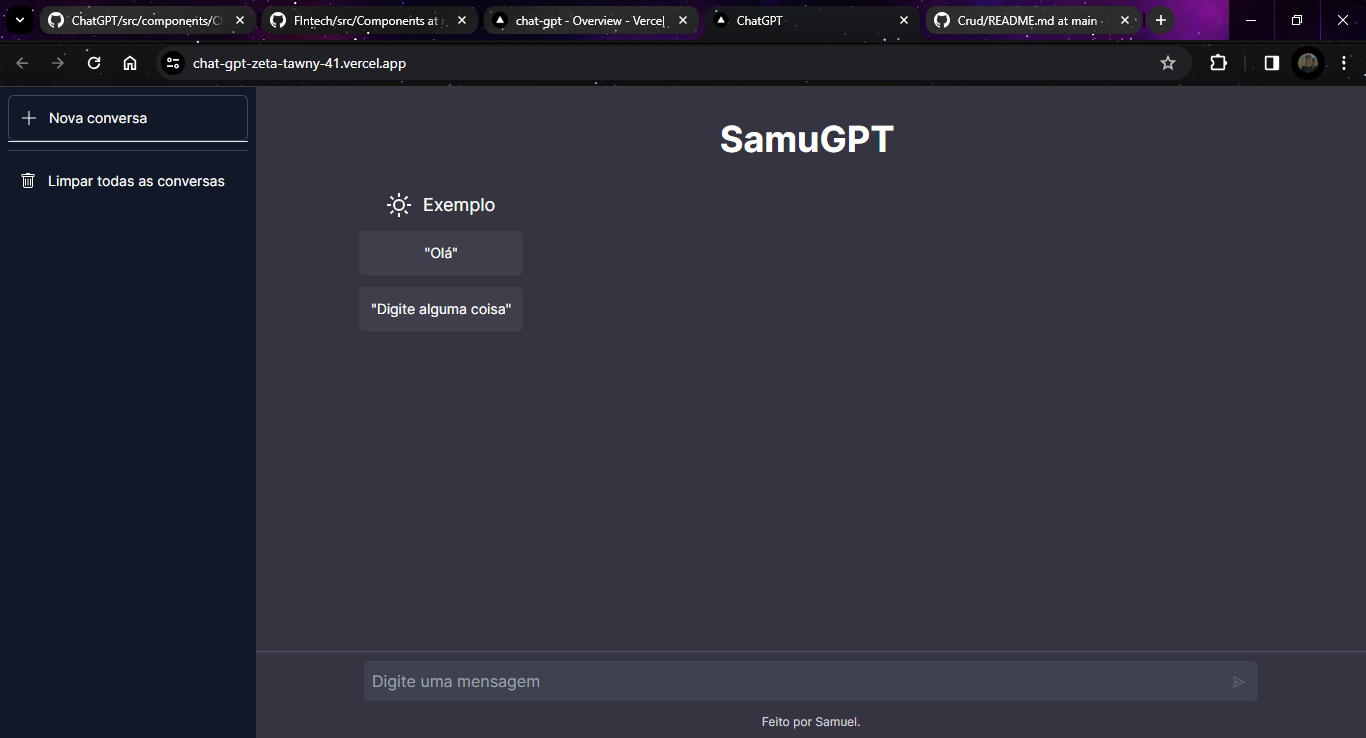 ChatGPT/src/components/C
FIntech/src/Components at
chat-gpt - Overview - Vercel
ChatGPT
Crud/README.md at main
chat-gpt-zeta-tawny-41.vercel.app
Nova conversa
Limpar todas as conversas
SamuGPT
Exemplo
"Olá"
"Digite alguma coisa"
Digite uma mensagem
Feito por Samuel.